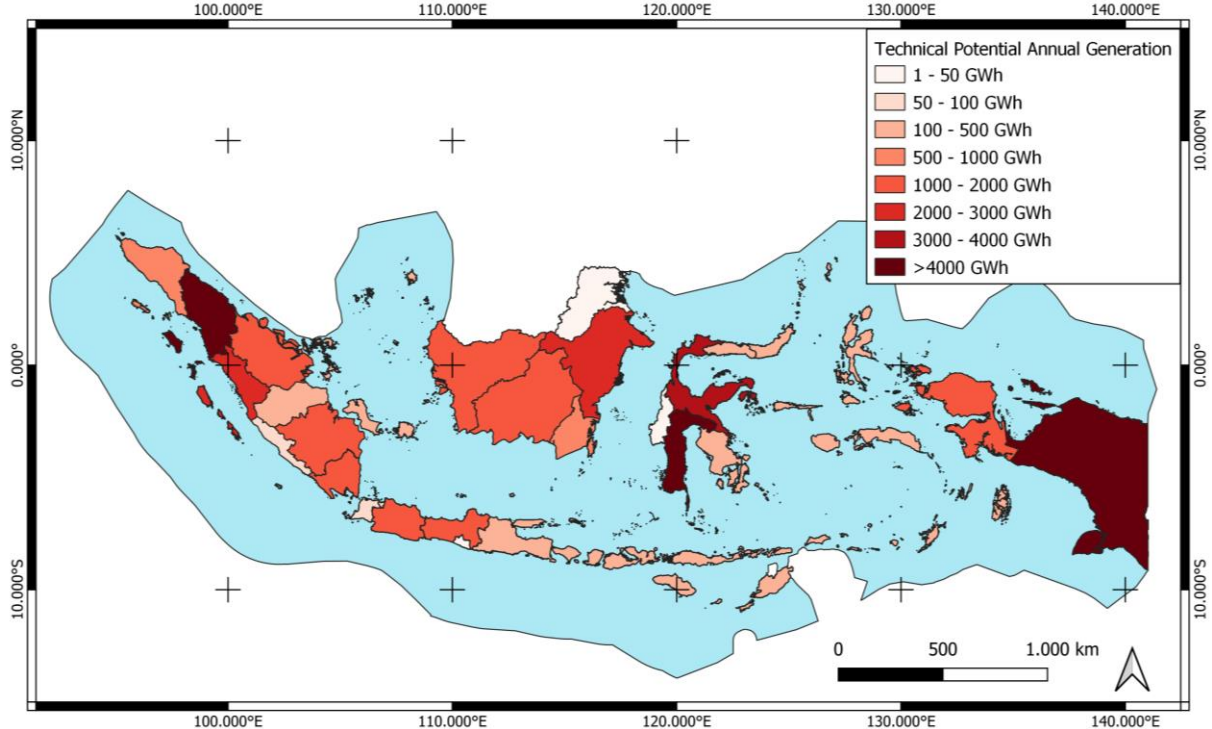 100.000°E 110.000°E 120.000°E 130.000°E 140.000°E
Technical Potential Annual Generation
1 - 50 GWh
50 - 100 GWh
100 - 500 GWh
500 - 1000 GWh
1000 - 2000 GWh
2000 - 3000 GWh
3000 - 4000 GWh
>4000 GWh
10.000°N 10.000°N
0.000° 0.000°
10.000°S 10.000°S
0 500 1.000 km
100.000°E 110.000°E 120.000°E 130.000°E 140.000°E